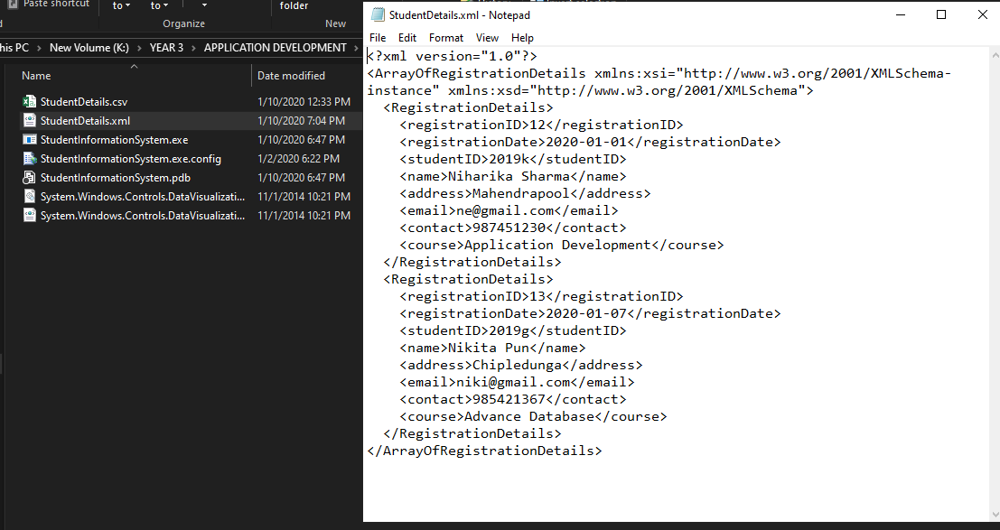 Paste shortcut
to
to
folder
Organize
New
his PC > New Volume (K:) > YEAR 3 > APPLICATION DEVELOPMENT >
Name
Date modified
StudentDetails.csv 1/10/2020 12:33 PM
StudentDetails.xml 1/10/2020 7:04 PM
StudentInformationSystem.exe 1/10/2020 6:47 PM
StudentInformationSystem.exe.config 1/2/2020 6:22 PM
StudentInformationSystem.pdb 1/10/2020 6:47 PM
System.Windows.Controls.DataVisualizati... 11/1/2014 10:21 PM
System.Windows.Controls.DataVisualizati... 11/1/2014 10:21 PM
StudentDetails.xml - Notepad
File Edit Format View Help
<?xml version="1.0"?>
<ArrayOfRegistrationDetails xmlns:xsi="http://www.w3.org/2001/XMLSchema-
instance" xmlns:xsd="http://www.w3.org/2001/XMLSchema">
<RegistrationDetails>
<registrationID>12</registrationID>
<registrationDate>2020-01-01</registrationDate>
<studentID>2019k</studentID>
<name>Niharika Sharma</name>
<address>Mahendrapool</address>
<email>ne@gmail.com</email>
<contact>987451230</contact>
<course>Application Development</course>
</RegistrationDetails>
<RegistrationDetails>
<registrationID>13</registrationID>
<registrationDate>2020-01-07</registrationDate>
<studentID>2019g</studentID>
<name>Nikita Pun</name>
<address>Chipledunga</address>
<email>niki@gmail.com</email>
<contact>985421367</contact>
<course>Advance Database</course>
</RegistrationDetails>
</ArrayOfRegistrationDetails>